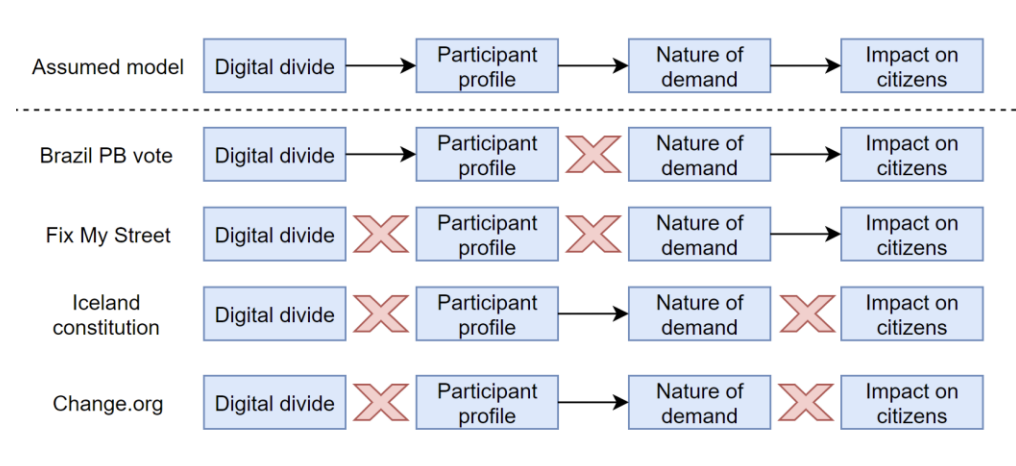 Assumed model
Digital divide
Participant
profile
Nature of
demand
Impact on
citizens
Brazil PB vote
Digital divide
Participant
profile
Nature of
demand
Impact on
citizens
Fix My Street
Digital divide
Participant
profile
Nature of
demand
Impact on
citizens
Iceland
constitution
Digital divide
Participant
profile
Nature of
demand
Impact on
citizens
Change.org
Digital divide
Participant
profile
Nature of
demand
Impact on
citizens